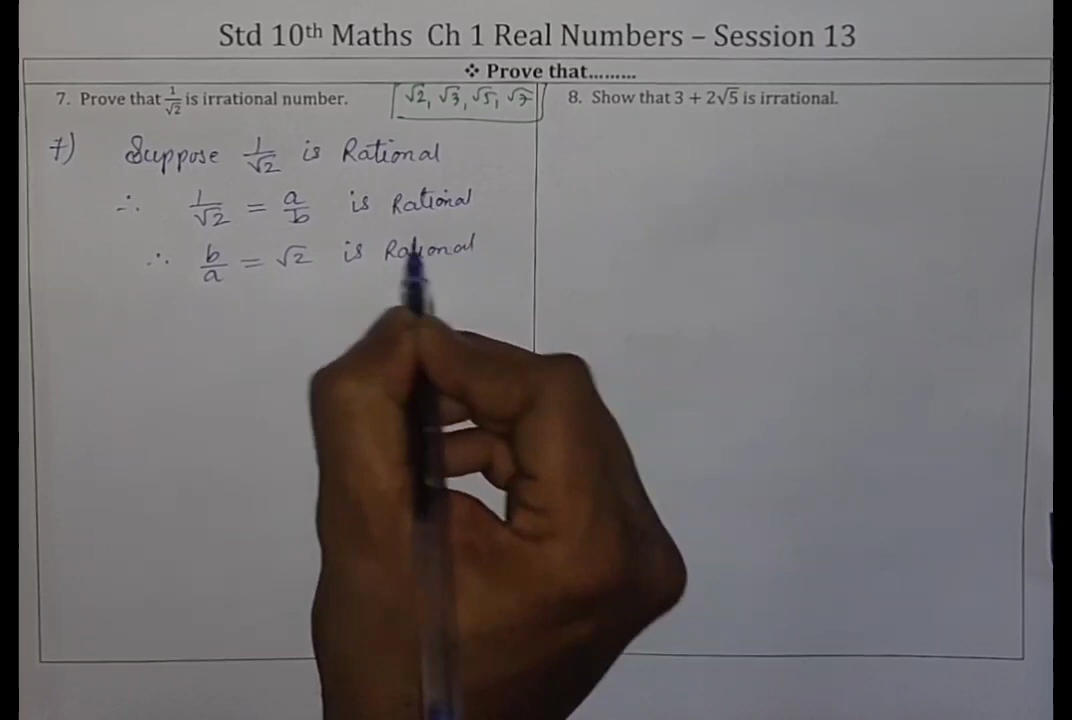 Std 10th Maths Ch 1 Real Numbers – Session 13
❖ Prove that.........
7. Prove that 1/√2 is irrational number.
√2, √3, √5, √7
8. Show that 3 + 2√5 is irrational.
7) Suppose 1/√2 is Rational
∴ 1/√2 = a/b is Rational
∴ b/a = √2 is Rational